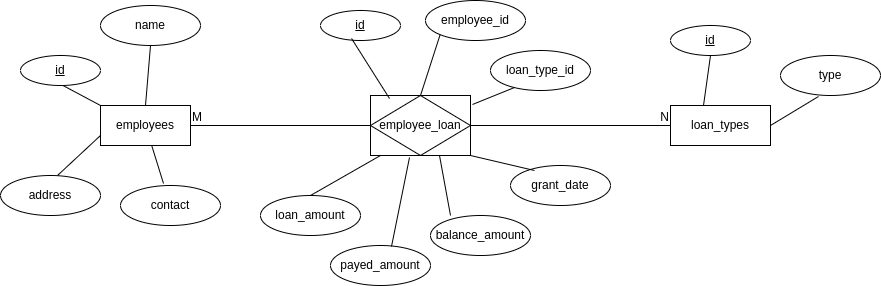 name
id
employee_id
id
id
loan_type_id
type
employees
M
employee_loan
N
loan_types
address
contact
loan_amount
grant_date
balance_amount
payed_amount